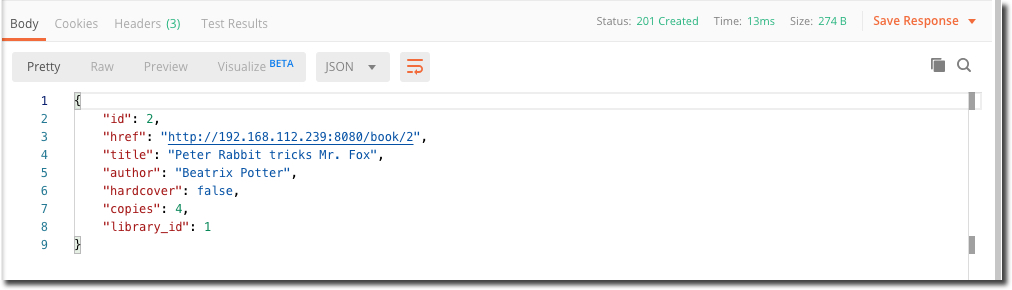 Body Cookies Headers (3) Test Results Status: 201 Created Time: 13ms Size: 274 B Save Response
Pretty Raw Preview Visualize BETA JSON
1 {
2 "id": 2,
3 "href": "http://192.168.112.239:8080/book/2",
4 "title": "Peter Rabbit tricks Mr. Fox",
5 "author": "Beatrix Potter",
6 "hardcover": false,
7 "copies": 4,
8 "library_id": 1
9 }